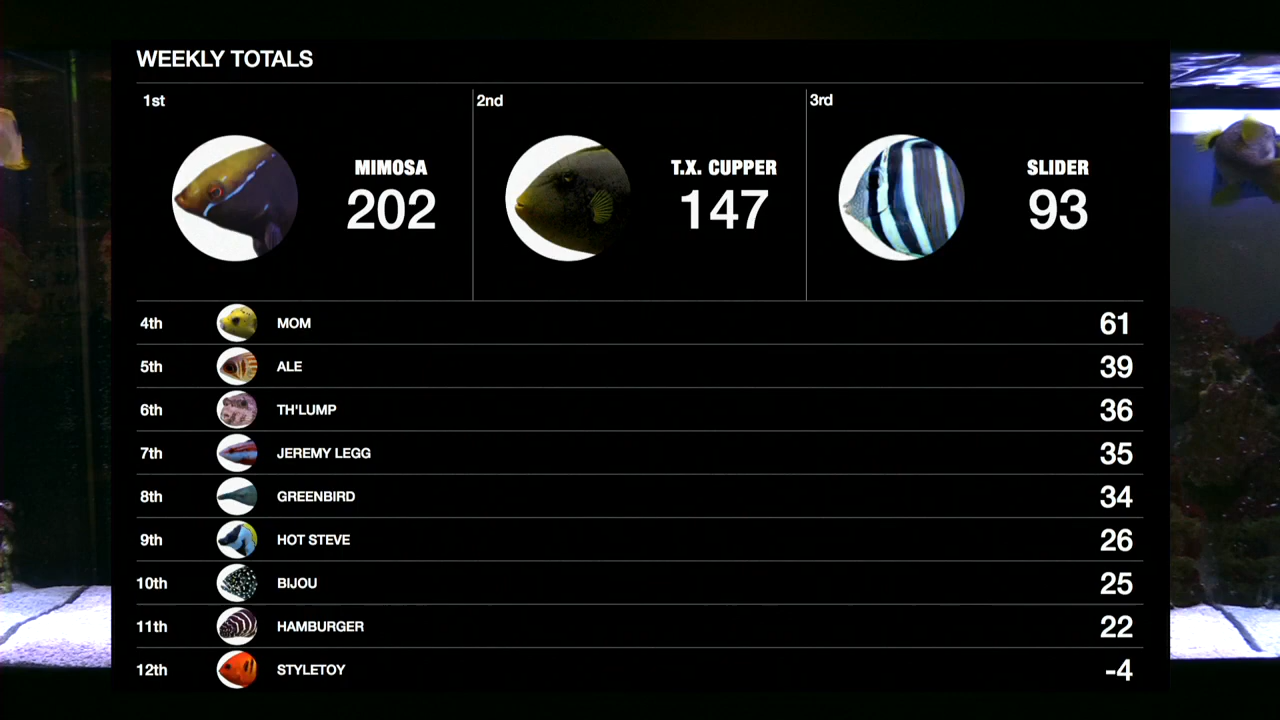 WEEKLY TOTALS
1st
MIMOSA
202
2nd
T.X. CUPPER
147
3rd
SLIDER
93
4th MOM 61
5th ALE 39
6th TH'LUMP 36
7th JEREMY LEGG 35
8th GREENBIRD 34
9th HOT STEVE 26
10th BIJOU 25
11th HAMBURGER 22
12th STYLETOY -4